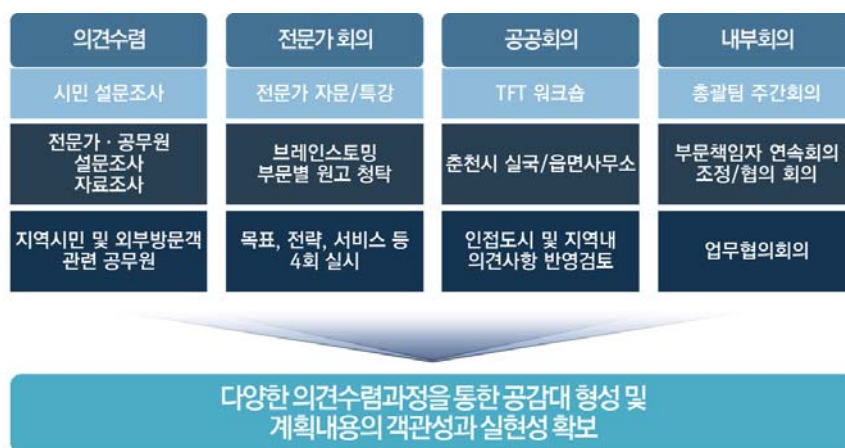 의견수렴
시민 설문조사
전문가 · 공무원
설문조사
자료조사
지역시민 및 외부방문객
관련 공무원
전문가 회의
전문가 자문/특강
브레인스토밍
부문별 원고 청탁
목표, 전략, 서비스 등
4회 실시
공공회의
TFT 워크숍
춘천시 실국/읍면사무소
인접도시 및 지역내
의견사항 반영검토
내부회의
총괄팀 주간회의
부문책임자 연속회의
조정/협의 회의
업무협의회의
다양한 의견수렴과정을 통한 공감대 형성 및
계획내용의 객관성과 실현성 확보